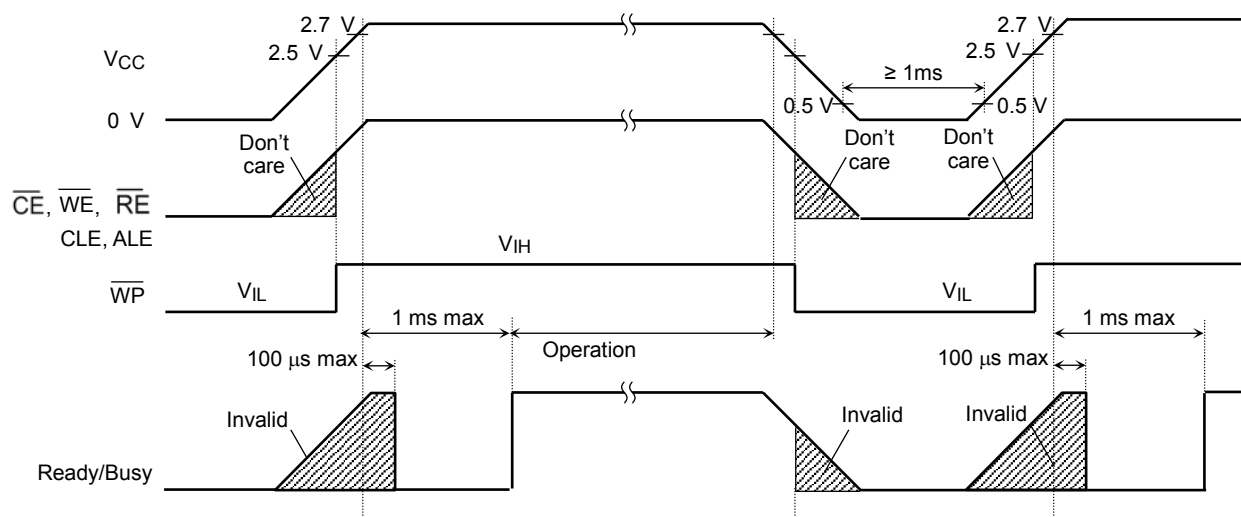 2.7 V
2.5 V
VCC
0 V
≥ 1ms
0.5 V
2.7 V
2.5 V
0.5 V
Don't
care
Don't
care
Don't
care
CE, WE, RE
CLE, ALE
VIH
WP
VIL
VIL
1 ms max
Operation
1 ms max
100 μs max
100 μs max
Invalid
Invalid
Invalid
Ready/Busy